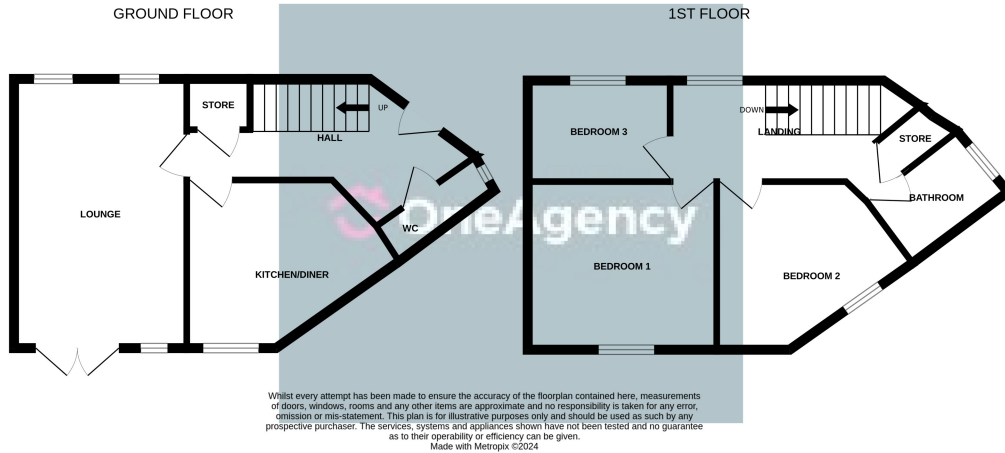 GROUND FLOOR
1ST FLOOR
STORE
UP
HALL
LOUNGE
WC
KITCHEN/DINER
BEDROOM 3
DOWN
LANDING
STORE
BATHROOM
BEDROOM 1
BEDROOM 2
OneAgency
Whilst every attempt has been made to ensure the accuracy of the floorplan contained here, measurements
of doors, windows, rooms and any other items are approximate and no responsibility is taken for any error,
omission or mis-statement. This plan is for illustrative purposes only and should be used as such by any
prospective purchaser. The services, systems and appliances shown have not been tested and no guarantee
as to their operability or efficiency can be given.
Made with Metropix ©2024